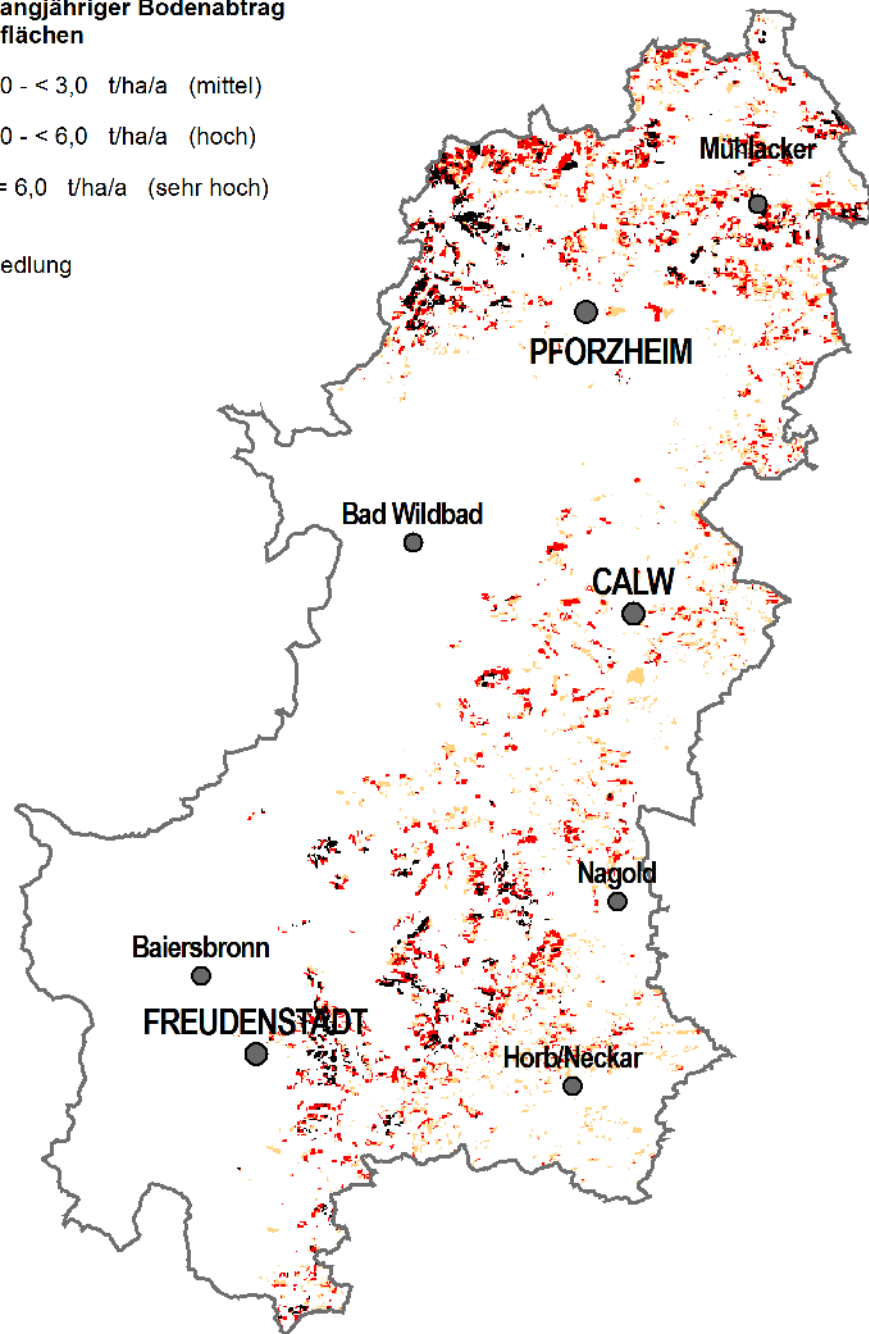 angjähriger Bodenabtrag
flächen
0 - < 3,0 t/ha/a (mittel)
0 - < 6,0 t/ha/a (hoch)
= 6,0 t/ha/a (sehr hoch)
edlung
Mühlacker
PFORZHEIM
Bad Wildbad
CALW
Nagold
Baiersbronn
FREUDENSTADT
Horb/Neckar